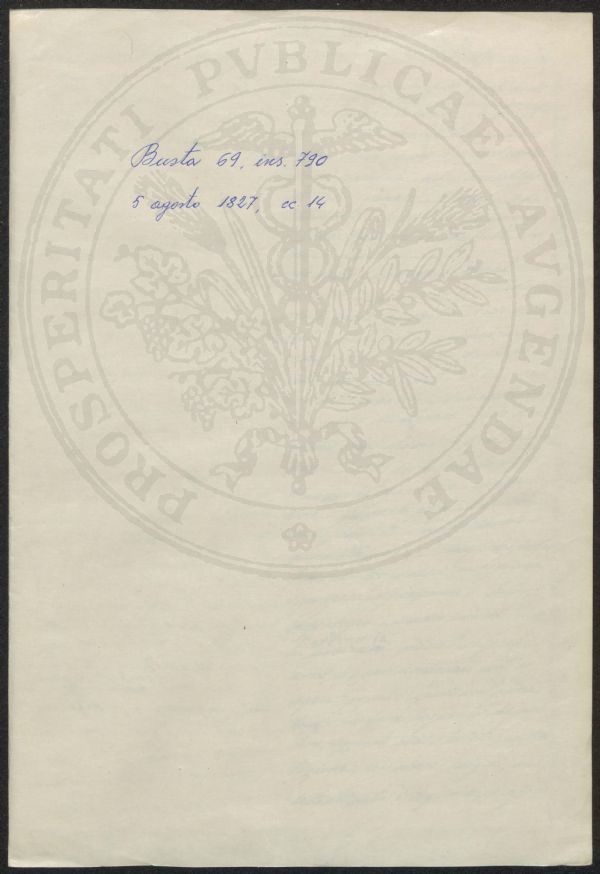 Busta 69, ins. 790
5 agosto 1827, cc. 14
PROSPERITATI PVBLICAE AVGENDAE